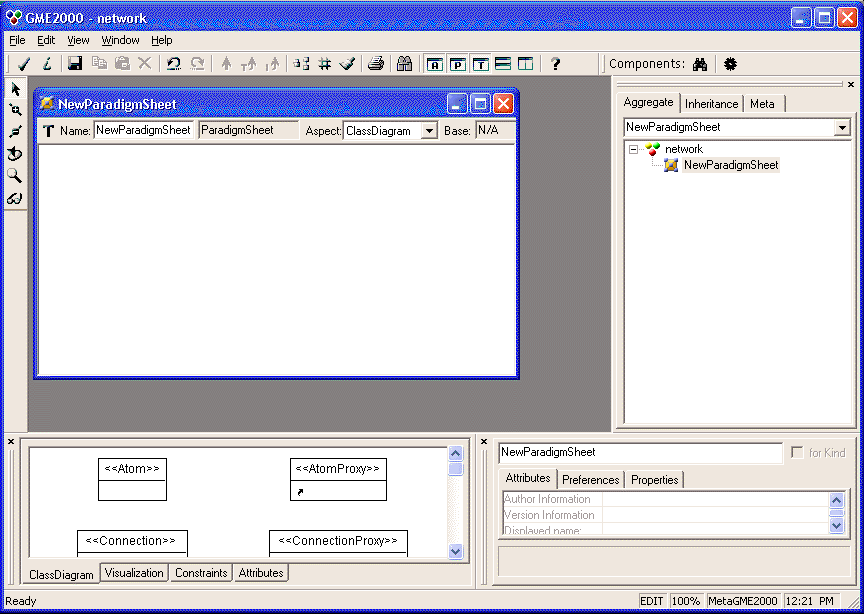 GME2000 - network
File Edit View Window Help
A P T ? Components:
NewParadigmSheet
T Name: NewParadigmSheet ParadigmSheet Aspect: ClassDiagram Base: N/A
Aggregate Inheritance Meta
NewParadigmSheet
network
NewParadigmSheet
<<Atom>> <<AtomProxy>>
<<Connection>> <<ConnectionProxy>>
ClassDiagram Visualization Constraints Attributes
NewParadigmSheet for Kind
Attributes Preferences Properties
Author Information
Version Information
Displayed name:
Ready EDIT 100% MetaGME2000 12:21 PM